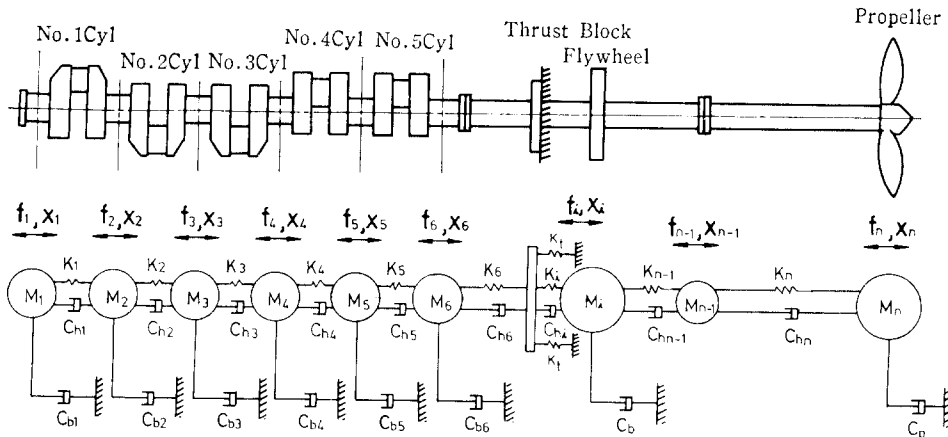 Propeller
No.1Cyl No.4Cyl No.5Cyl Thrust Block
No.2Cyl No.3Cyl Flywheel
f1,x1 f2,x2 f3,x3 f4,x4 f5,x5 f6,x6 fi,xi fn-1,xn-1 fn,xn
Kt
K1 K2 K3 K4 K5 K6 Ki Kn-1 Kn
M1 M2 M3 M4 M5 M6 Mi Mn-1 Mn
Ch1 Ch2 Ch3 Ch4 Ch5 Ch6 Chi Chn-1 Chn
Kt
Cb1 Cb2 Cb3 Cb4 Cb5 Cb6 Cb Cp